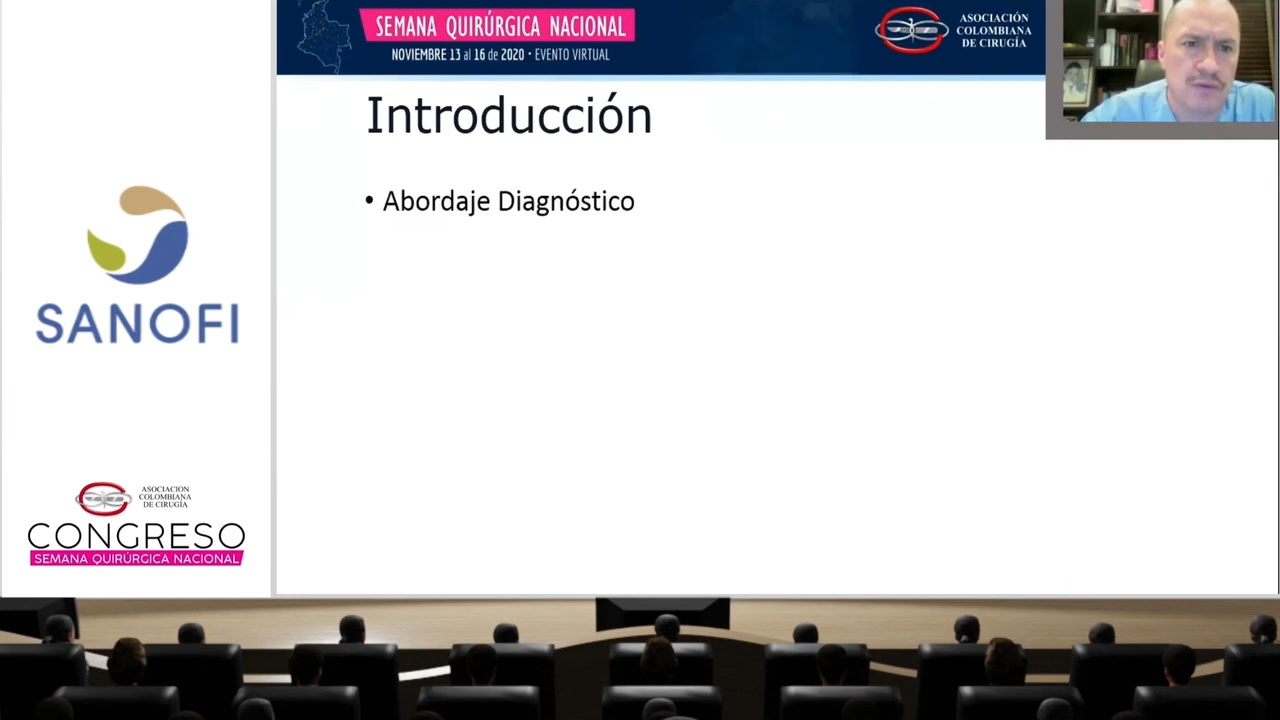 SEMANA QUIRÚRGICA NACIONAL
NOVIEMBRE 13 al 16 de 2020 • EVENTO VIRTUAL
ASOCIACIÓN
COLOMBIANA
DE CIRUGÍA
Introducción
• Abordaje Diagnóstico
SANOFI
ASOCIACION
COLOMBIANA
DE CIRUGÍA
CONGRESO
SEMANA QUIRÚRGICA NACIONAL